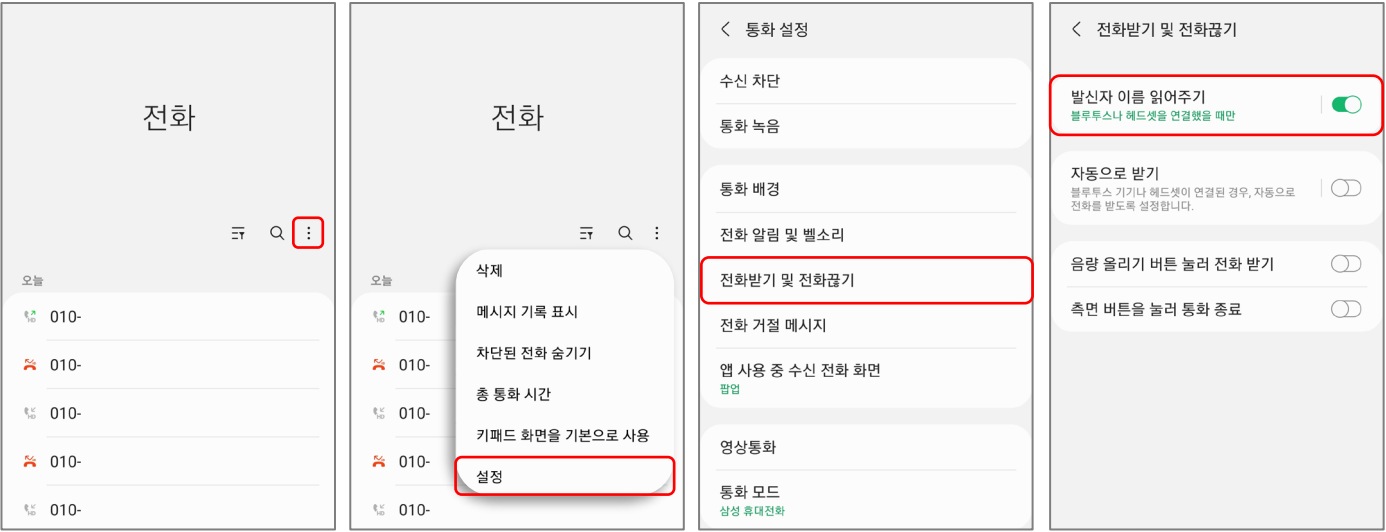 전화
오늘
HD 010-
010-
HD 010-
010-
HD 010-
전화
오늘
HD 010-
010-
HD 010-
010-
HD 010-
삭제
메시지 기록 표시
차단된 전화 숨기기
총 통화 시간
키패드 화면을 기본으로 사용
설정
통화 설정
수신 차단
통화 녹음
통화 배경
전화 알림 및 벨소리
전화받기 및 전화끊기
전화 거절 메시지
앱 사용 중 수신 전화 화면
팝업
영상통화
통화 모드
삼성 휴대전화
전화받기 및 전화끊기
발신자 이름 읽어주기
블루투스나 헤드셋을 연결했을 때만
자동으로 받기
블루투스 기기나 헤드셋이 연결된 경우, 자동으로
전화를 받도록 설정합니다.
음량 올리기 버튼 눌러 전화 받기
측면 버튼을 눌러 통화 종료